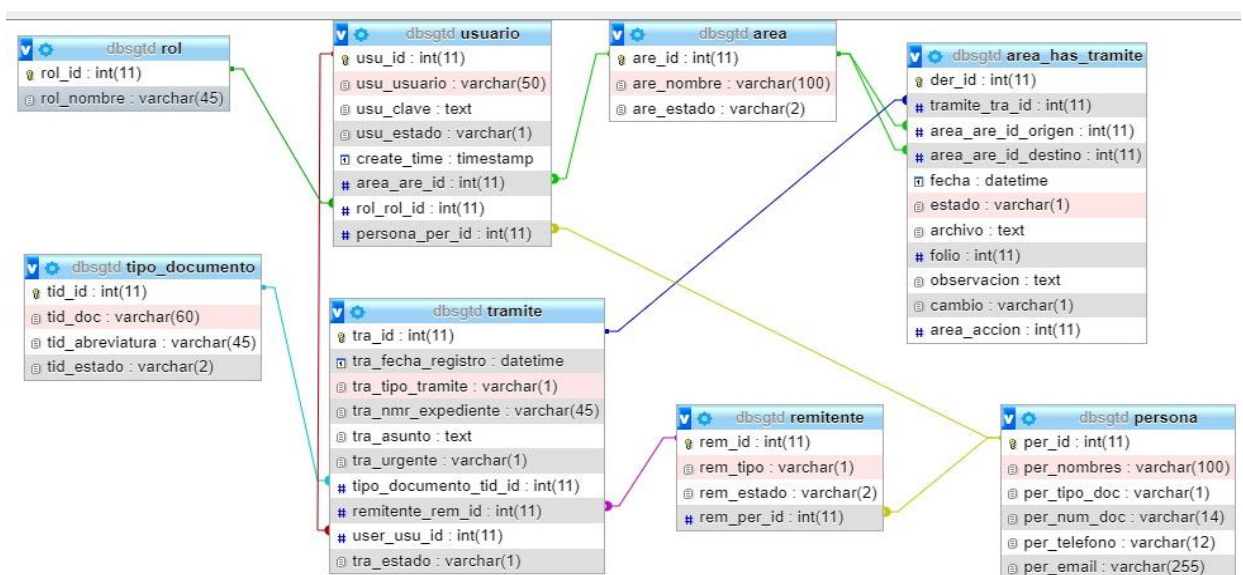 dbsgtd rol
rol_id : int(11)
rol_nombre : varchar(45)
dbsgtd usuario
usu_id : int(11)
usu_usuario : varchar(50)
usu_clave : text
usu_estado : varchar(1)
create_time : timestamp
area_are_id : int(11)
rol_rol_id : int(11)
persona_per_id : int(11)
dbsgtd area
are_id : int(11)
are_nombre : varchar(100)
are_estado : varchar(2)
dbsgtd area_has_tramite
der_id : int(11)
tramite_tra_id : int(11)
area_are_id_origen : int(11)
area_are_id_destino : int(11)
fecha : datetime
estado : varchar(1)
archivo : text
folio : int(11)
observacion : text
cambio : varchar(1)
area_accion : int(11)
dbsgtd tipo_documento
tid_id : int(11)
tid_doc : varchar(60)
tid_abreviatura : varchar(45)
tid_estado : varchar(2)
dbsgtd tramite
tra_id : int(11)
tra_fecha_registro : datetime
tra_tipo_tramite : varchar(1)
tra_nmr_expediente : varchar(45)
tra_asunto : text
tra_urgente : varchar(1)
tipo_documento_tid_id : int(11)
remitente_rem_id : int(11)
user_usu_id : int(11)
tra_estado : varchar(1)
dbsgtd remitente
rem_id : int(11)
rem_tipo : varchar(1)
rem_estado : varchar(2)
rem_per_id : int(11)
dbsgtd persona
per_id : int(11)
per_nombres : varchar(100)
per_tipo_doc : varchar(1)
per_num_doc : varchar(14)
per_telefono : varchar(12)
per_email : varchar(255)